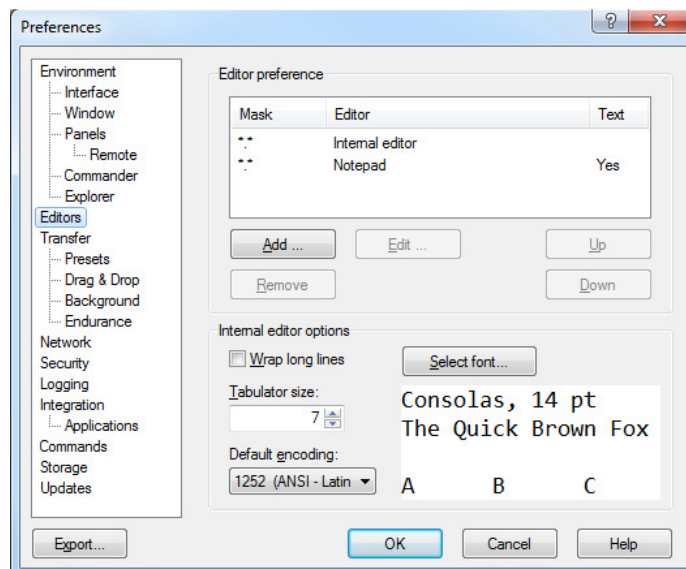 Preferences
Environment
Interface
Window
Panels
Remote
Commander
Explorer
Editors
Transfer
Presets
Drag & Drop
Background
Endurance
Network
Security
Logging
Integration
Applications
Commands
Storage
Updates
Editor preference
Mask Editor Text
*.* Internal editor
*.* Notepad Yes
Add ... Edit ... Up
Remove Down
Internal editor options
Wrap long lines Select font...
Tabulator size:
7
Default encoding:
1252 (ANSI - Latin
Consolas, 14 pt
The Quick Brown Fox
A B C
Export... OK Cancel Help